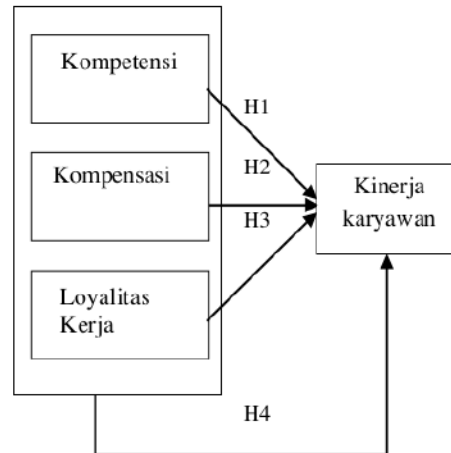 Kompetensi
H1
H2
Kompensasi
Kinerja
karyawan
H3
Loyalitas
Kerja
H4